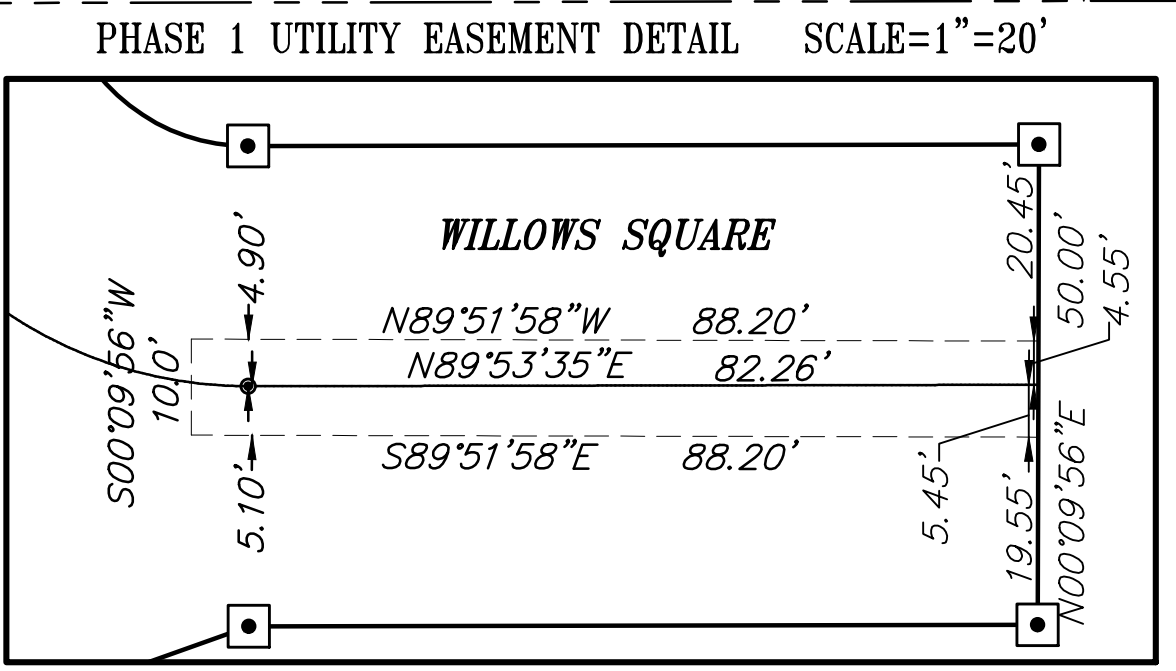 PHASE 1 UTILITY EASEMENT DETAIL SCALE=1"=20'
WILLOWS SQUARE
4.90'
20.45'
50.00'
4.55'
N89°51'58"W 88.20'
N89°53'35"E 82.26'
S89°51'58"E 88.20'
S00°09'56"W
10.0'
5.10'
5.45'
19.55'
N00°09'56"E